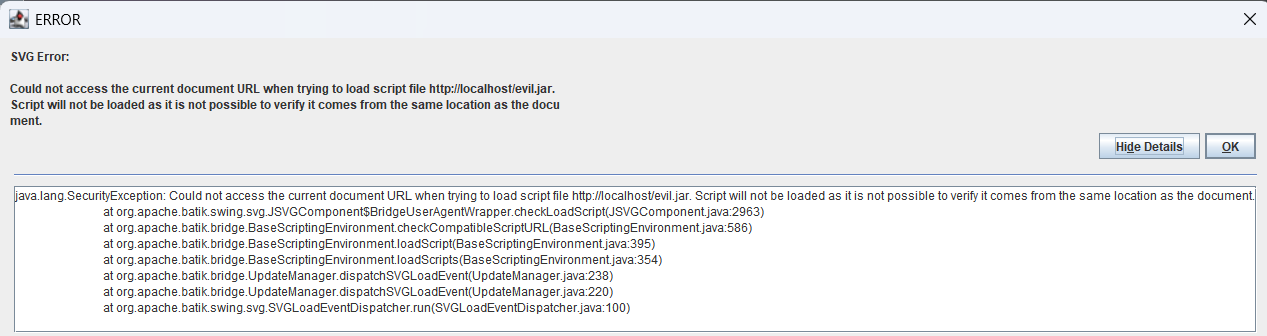 ERROR
SVG Error:
Could not access the current document URL when trying to load script file http://localhost/evil.jar.
Script will not be loaded as it is not possible to verify it comes from the same location as the docu
ment.
Hide Details OK
java.lang.SecurityException: Could not access the current document URL when trying to load script file http://localhost/evil.jar. Script will not be loaded as it is not possible to verify it comes from the same location as the document.
at org.apache.batik.swing.svg.JSVGComponent$BridgeUserAgentWrapper.checkLoadScript(JSVGComponent.java:2963)
at org.apache.batik.bridge.BaseScriptingEnvironment.checkCompatibleScriptURL(BaseScriptingEnvironment.java:586)
at org.apache.batik.bridge.BaseScriptingEnvironment.loadScript(BaseScriptingEnvironment.java:395)
at org.apache.batik.bridge.BaseScriptingEnvironment.loadScripts(BaseScriptingEnvironment.java:354)
at org.apache.batik.bridge.UpdateManager.dispatchSVGLoadEvent(UpdateManager.java:238)
at org.apache.batik.bridge.UpdateManager.dispatchSVGLoadEvent(UpdateManager.java:220)
at org.apache.batik.swing.svg.SVGLoadEventDispatcher.run(SVGLoadEventDispatcher.java:100)